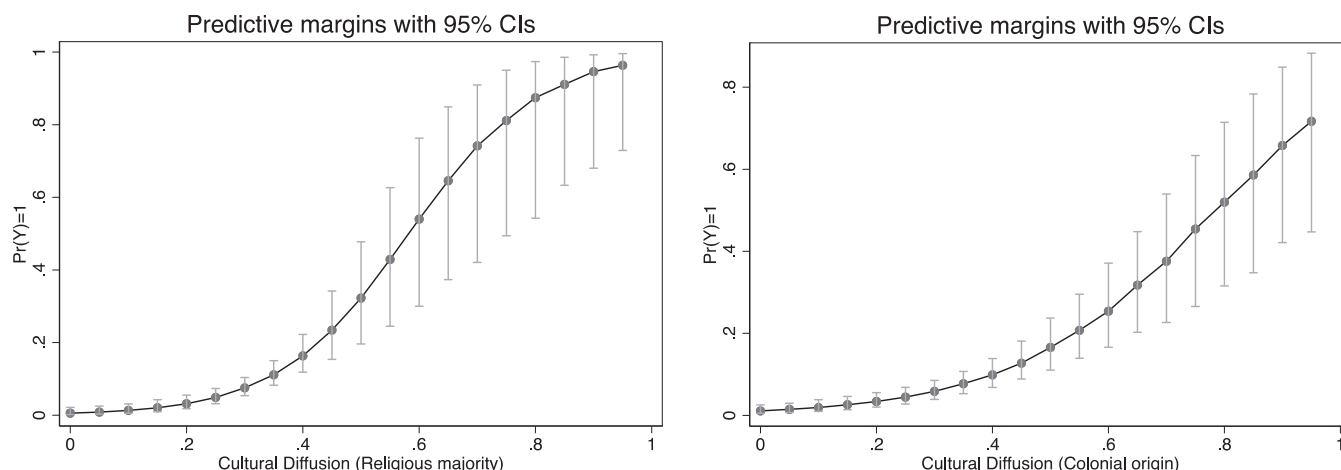 Predictive margins with 95% CIs
Pr(Y)=1
1
.8
.6
.4
.2
0
0 .2 .4 .6 .8 1
Cultural Diffusion (Religious majority)
Predictive margins with 95% CIs
Pr(Y)=1
.8
.6
.4
.2
0
0 .2 .4 .6 .8 1
Cultural Diffusion (Colonial origin)